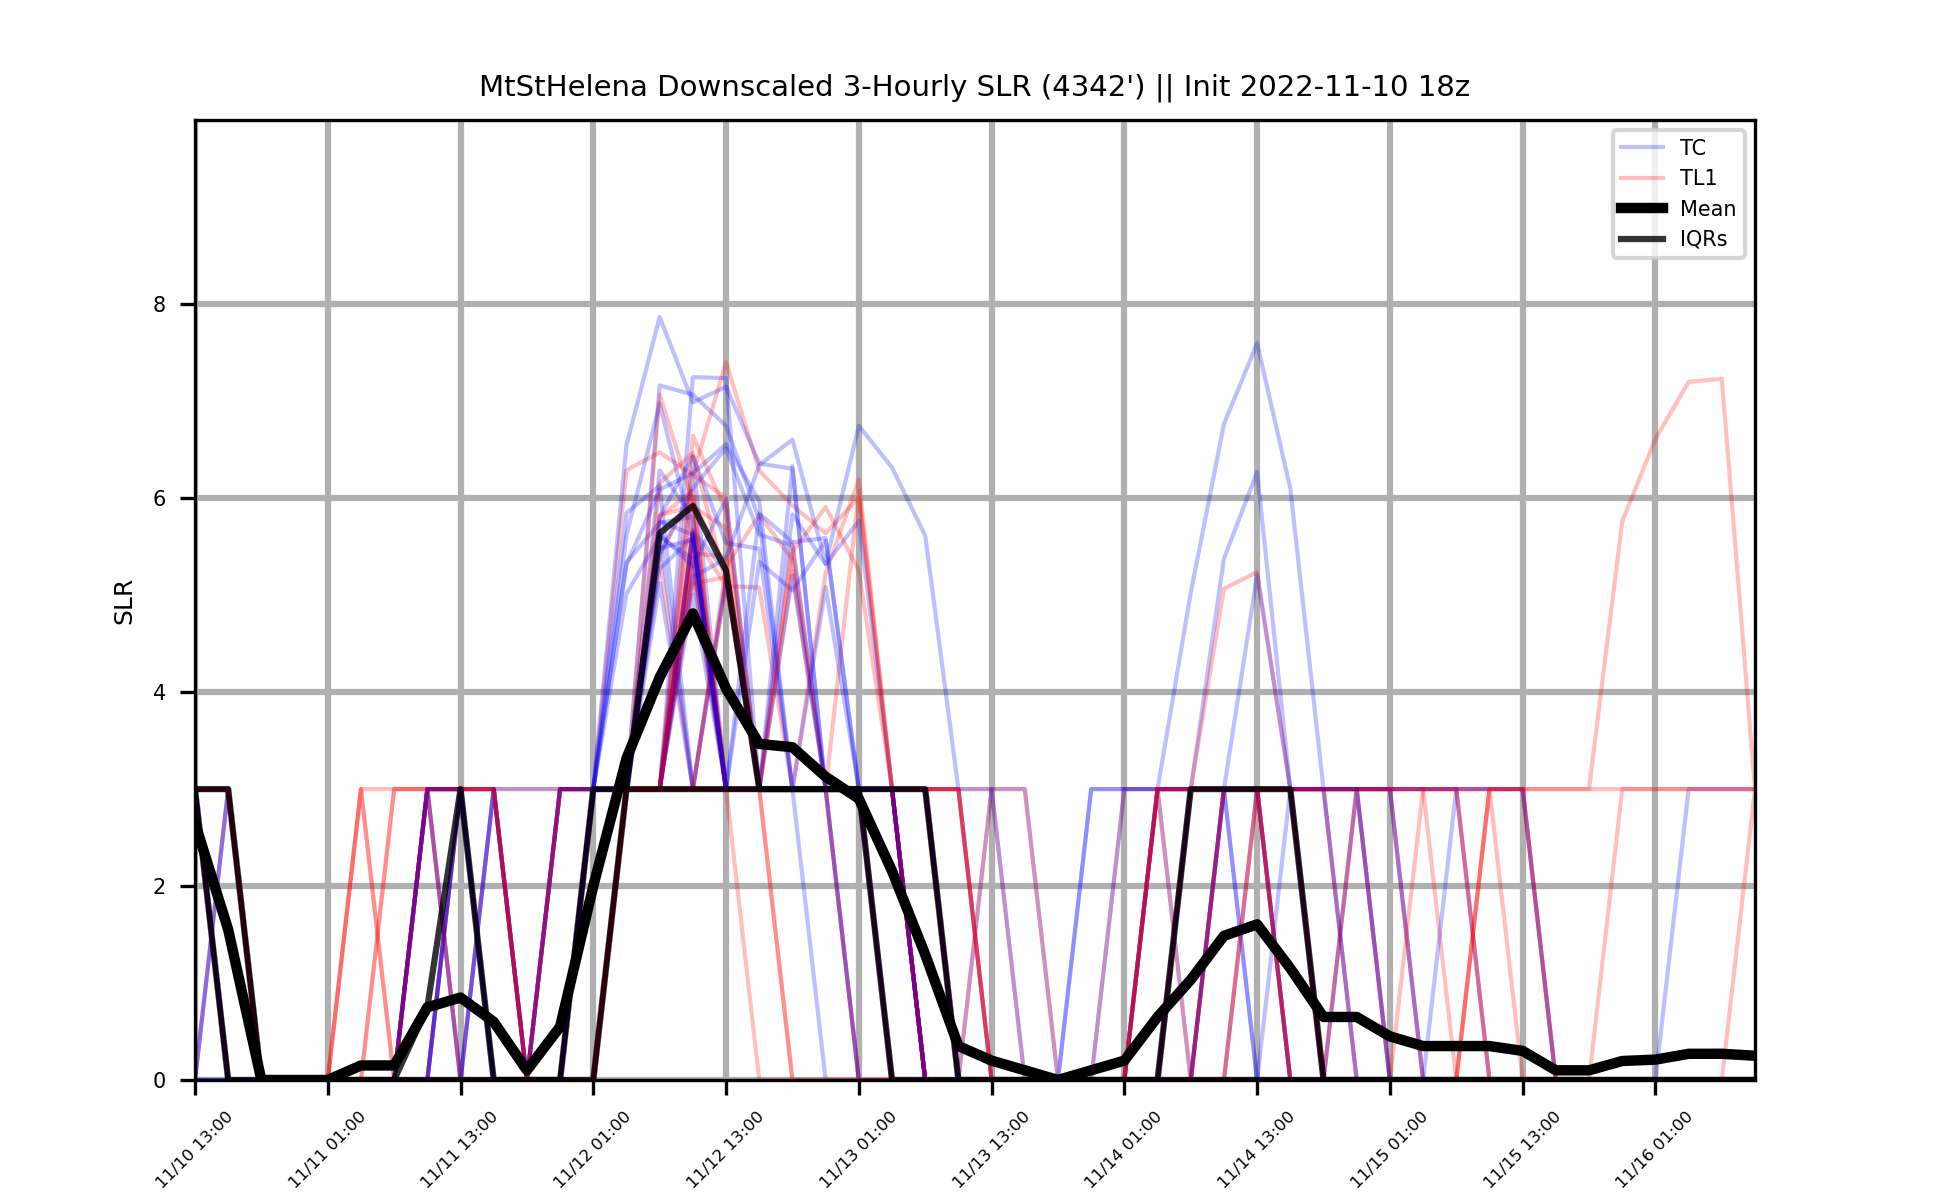 MtStHelena Downscaled 3-Hourly SLR (4342') || Init 2022-11-10 18z
TC
TL1
Mean
IQRs
SLR
8
6
4
2
0
11/10 13:00
11/11 01:00
11/11 13:00
11/12 01:00
11/12 13:00
11/13 01:00
11/13 13:00
11/14 01:00
11/14 13:00
11/15 01:00
11/15 13:00
11/16 01:00